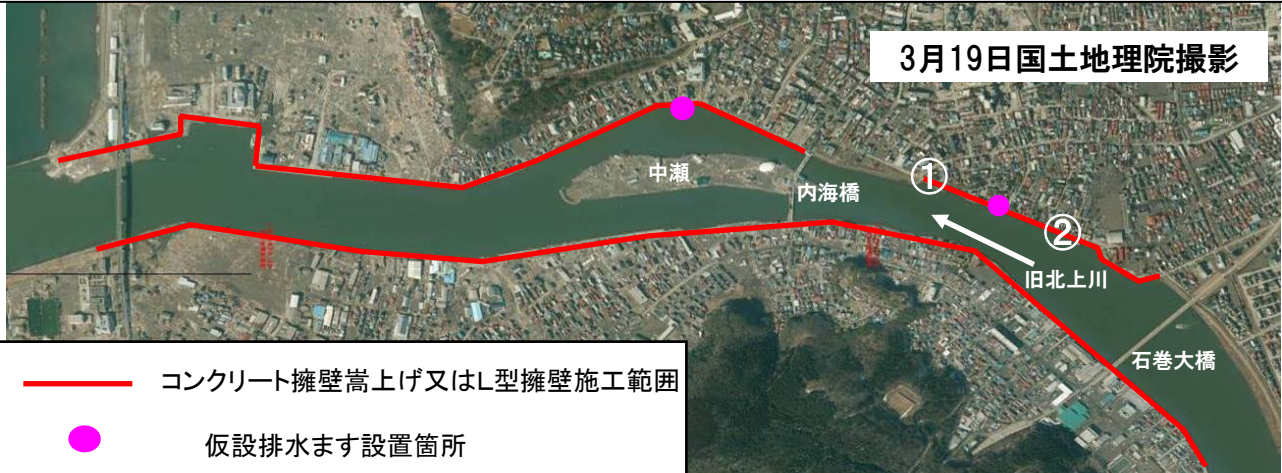 3月19日国土地理院撮影
中瀬
内海橋
①
②
旧北上川
石巻大橋
コンクリート擁壁嵩上げ又はL型擁壁施工範囲
仮設排水ます設置箇所